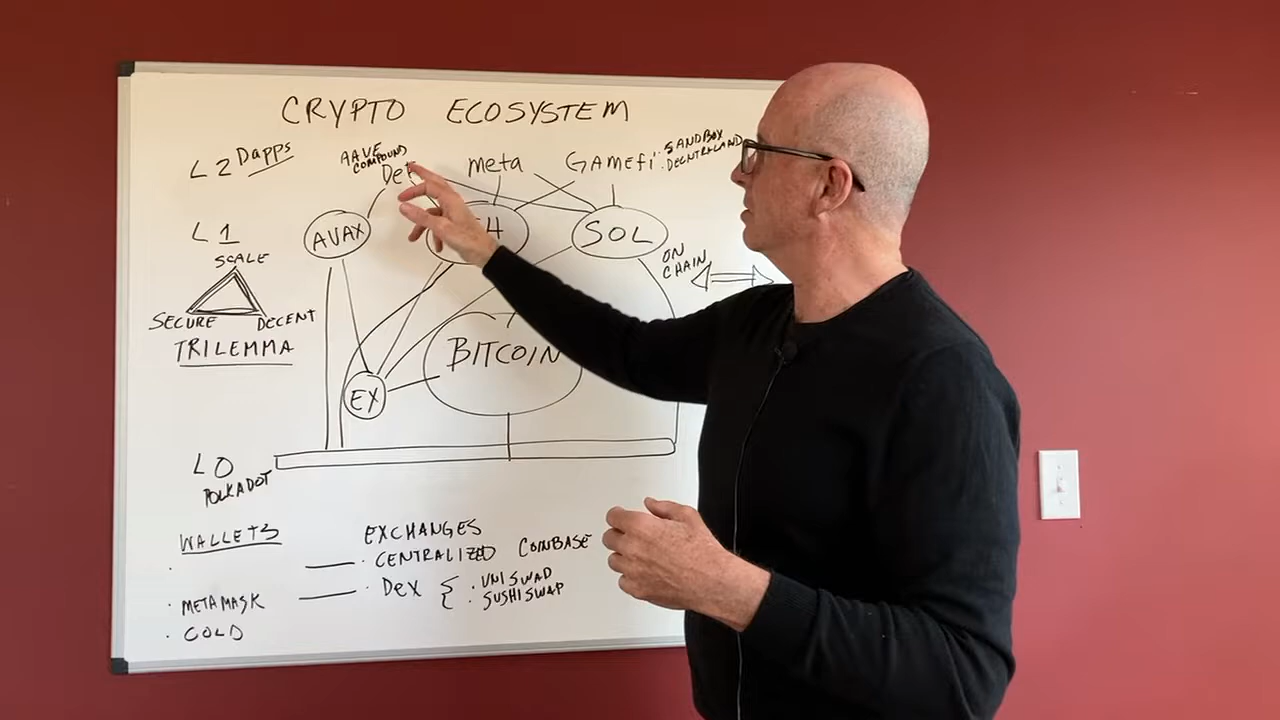 CRYPTO ECOSYSTEM
L2 Dapps
AAVE
COMPOUND
meta
GAMEfi
: SANDBOX
. DECNTRALAND
L1
AVAX
SOL
SCALE
SECURE
DECENT
TRILEMMA
ON
CHAIN
BITCOIN
EX
L0
POLKADOT
WALLETS
· METAMASK
· COLD
EXCHANGES
· CENTRALIZED COINBASE
· Dex { · UNISWAP
· SUSHISWAP